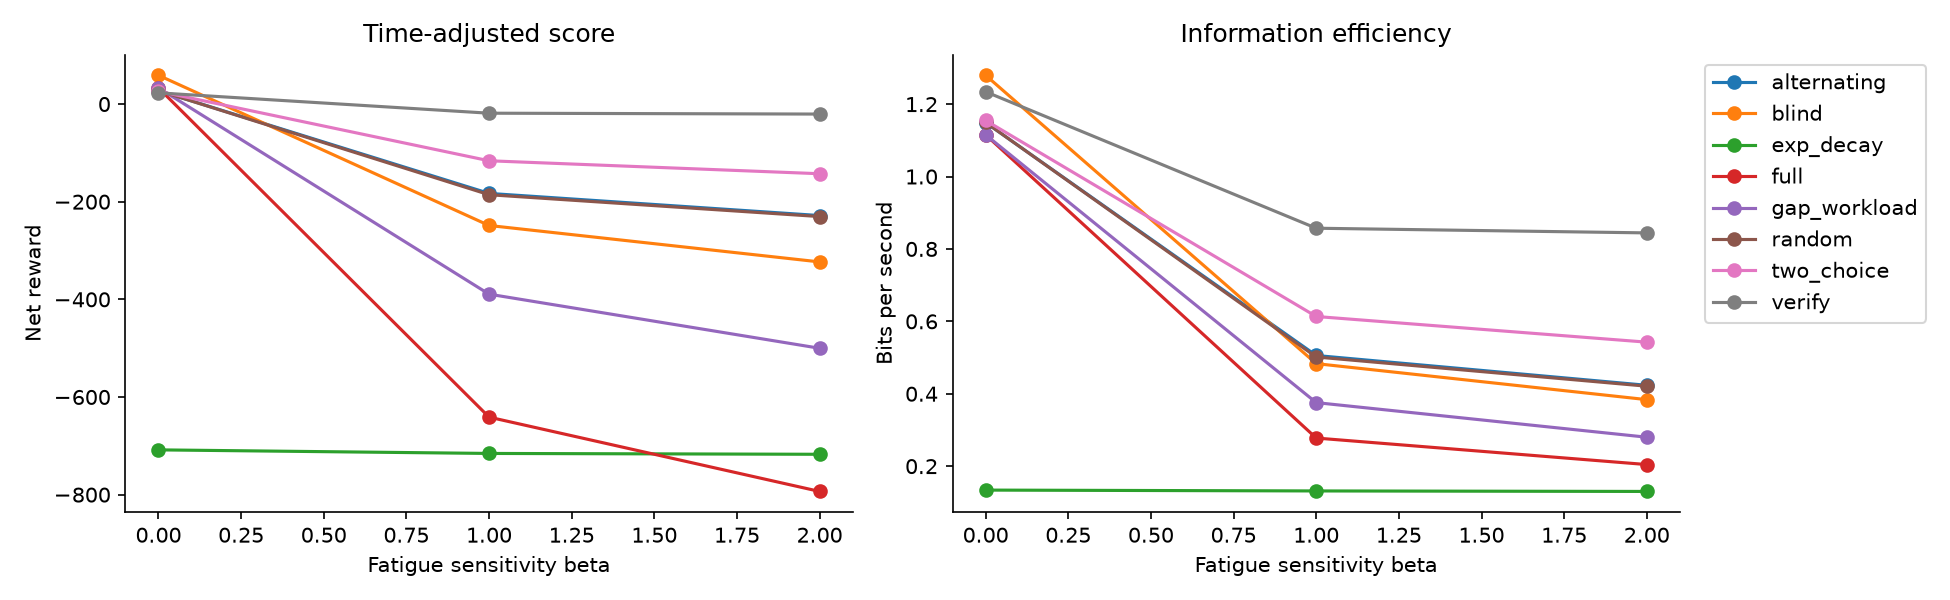 Time-adjusted score
Net reward
0
−200
−400
−600
−800
0.00 0.25 0.50 0.75 1.00 1.25 1.50 1.75 2.00
Fatigue sensitivity beta
Information efficiency
Bits per second
1.2
1.0
0.8
0.6
0.4
0.2
0.00 0.25 0.50 0.75 1.00 1.25 1.50 1.75 2.00
Fatigue sensitivity beta
alternating
blind
exp_decay
full
gap_workload
random
two_choice
verify